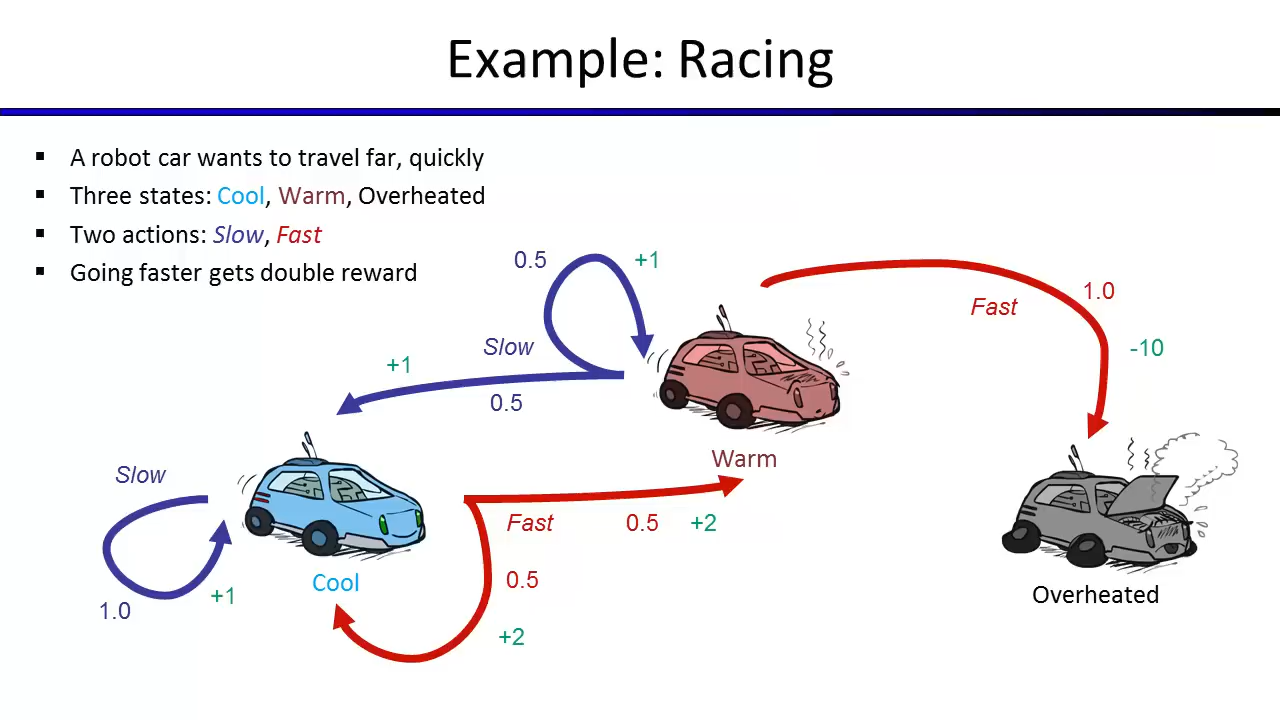 Example: Racing
A robot car wants to travel far, quickly
Three states: Cool, Warm, Overheated
Two actions: Slow, Fast
Going faster gets double reward
0.5
+1
Slow
+1
0.5
Fast
1.0
-10
Warm
Slow
1.0
+1
Cool
Fast
0.5
+2
0.5
+2
Overheated